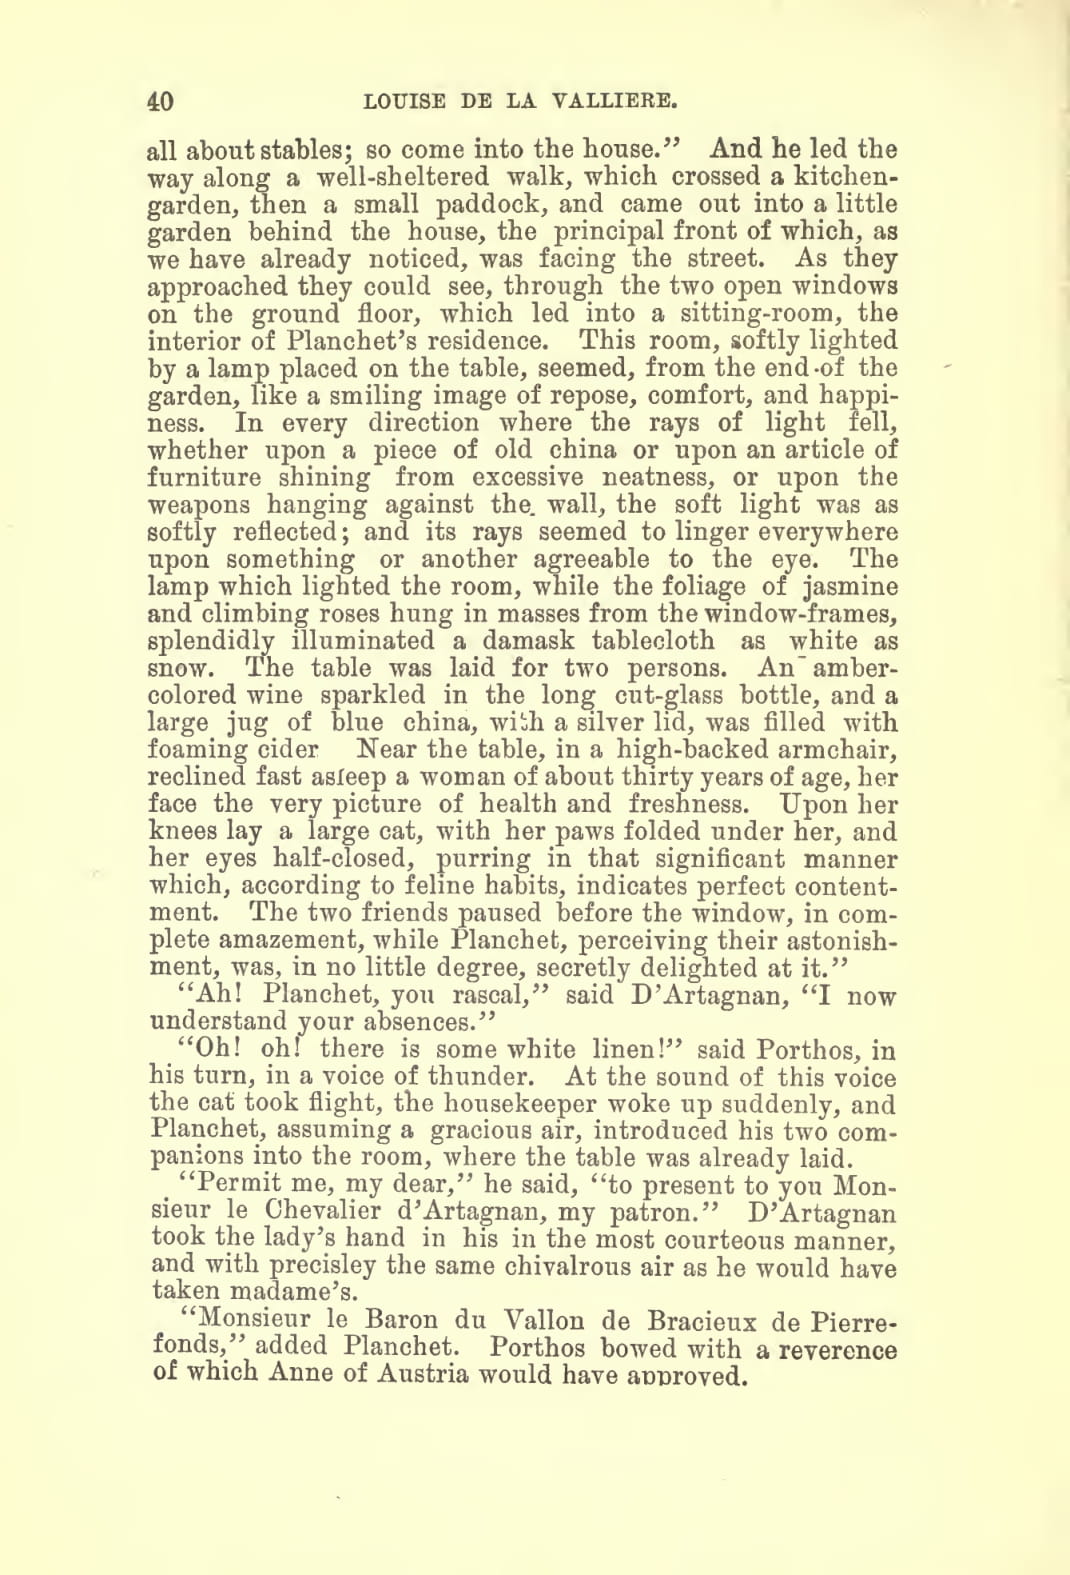 40 LOUISE DE LA VALLIERE.
all about stables; so come into the house.” And he led the
way along a well-sheltered walk, which crossed a kitchen-
garden, then a small paddock, and came out into a little
garden behind the house, the principal front of which, as
we have already noticed, was facing the street. As they
approached they could see, through the two open windows
on the ground floor, which led into a sitting-room, the
interior of Planchet’s residence. This room, softly lighted
by a lamp placed on the table, seemed, from the end of the
garden, like a smiling image of repose, comfort, and happi-
ness. In every direction where the rays of light fell,
whether upon a piece of old china or upon an article of
furniture shining from excessive neatness, or upon the
weapons hanging against the wall, the soft light was as
softly reflected; and its rays seemed to linger everywhere
upon something or another agreeable to the eye. The
lamp which lighted the room, while the foliage of jasmine
and climbing roses hung in masses from the window-frames,
splendidly illuminated a damask tablecloth as white as
snow. The table was laid for two persons. An amber-
colored wine sparkled in the long cut-glass bottle, and a
large jug of blue china, with a silver lid, was filled with
foaming cider Near the table, in a high-backed armchair,
reclined fast asleep a woman of about thirty years of age, her
face the very picture of health and freshness. Upon her
knees lay a large cat, with her paws folded under her, and
her eyes half-closed, purring in that significant manner
which, according to feline habits, indicates perfect content-
ment. The two friends paused before the window, in com-
plete amazement, while Planchet, perceiving their astonish-
ment, was, in no little degree, secretly delighted at it.”
“Ah! Planchet, you rascal,” said D’Artagnan, “I now
understand your absences.”
“Oh! oh! there is some white linen!” said Porthos, in
his turn, in a voice of thunder. At the sound of this voice
the cat took flight, the housekeeper woke up suddenly, and
Planchet, assuming a gracious air, introduced his two com-
panions into the room, where the table was already laid.
“Permit me, my dear,” he said, “to present to you Mon-
sieur le Chevalier d’Artagnan, my patron.” D’Artagnan
took the lady’s hand in his in the most courteous manner,
and with precisley the same chivalrous air as he would have
taken madame’s.
“Monsieur le Baron du Vallon de Bracieux de Pierre-
fonds,” added Planchet. Porthos bowed with a reverence
of which Anne of Austria would have approved.